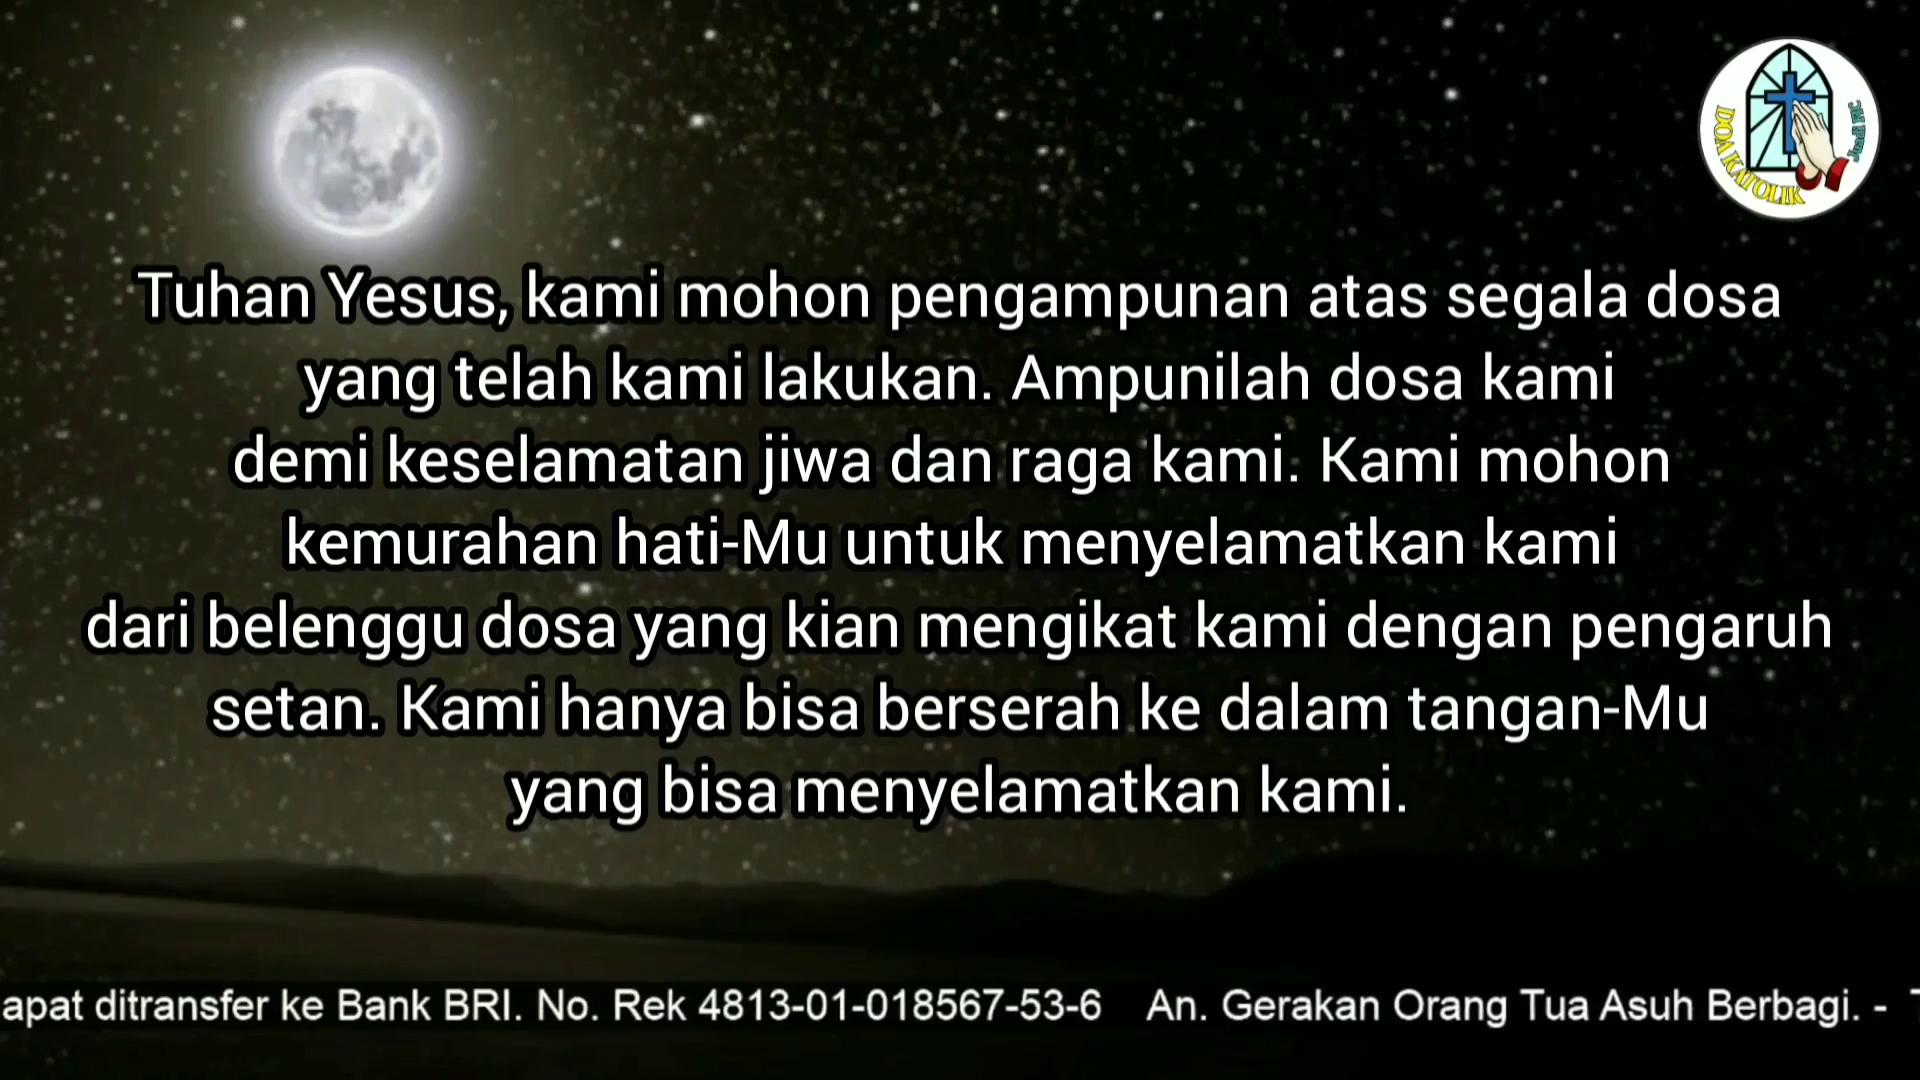 DOA KATOLIK
Tuhan Yesus, kami mohon pengampunan atas segala dosa
yang telah kami lakukan. Ampunilah dosa kami
demi keselamatan jiwa dan raga kami. Kami mohon
kemurahan hati-Mu untuk menyelamatkan kami
dari belenggu dosa yang kian mengikat kami dengan pengaruh
setan. Kami hanya bisa berserah ke dalam tangan-Mu
yang bisa menyelamatkan kami.
apat ditransfer ke Bank BRI. No. Rek 4813-01-018567-53-6 An. Gerakan Orang Tua Asuh Berbagi. -